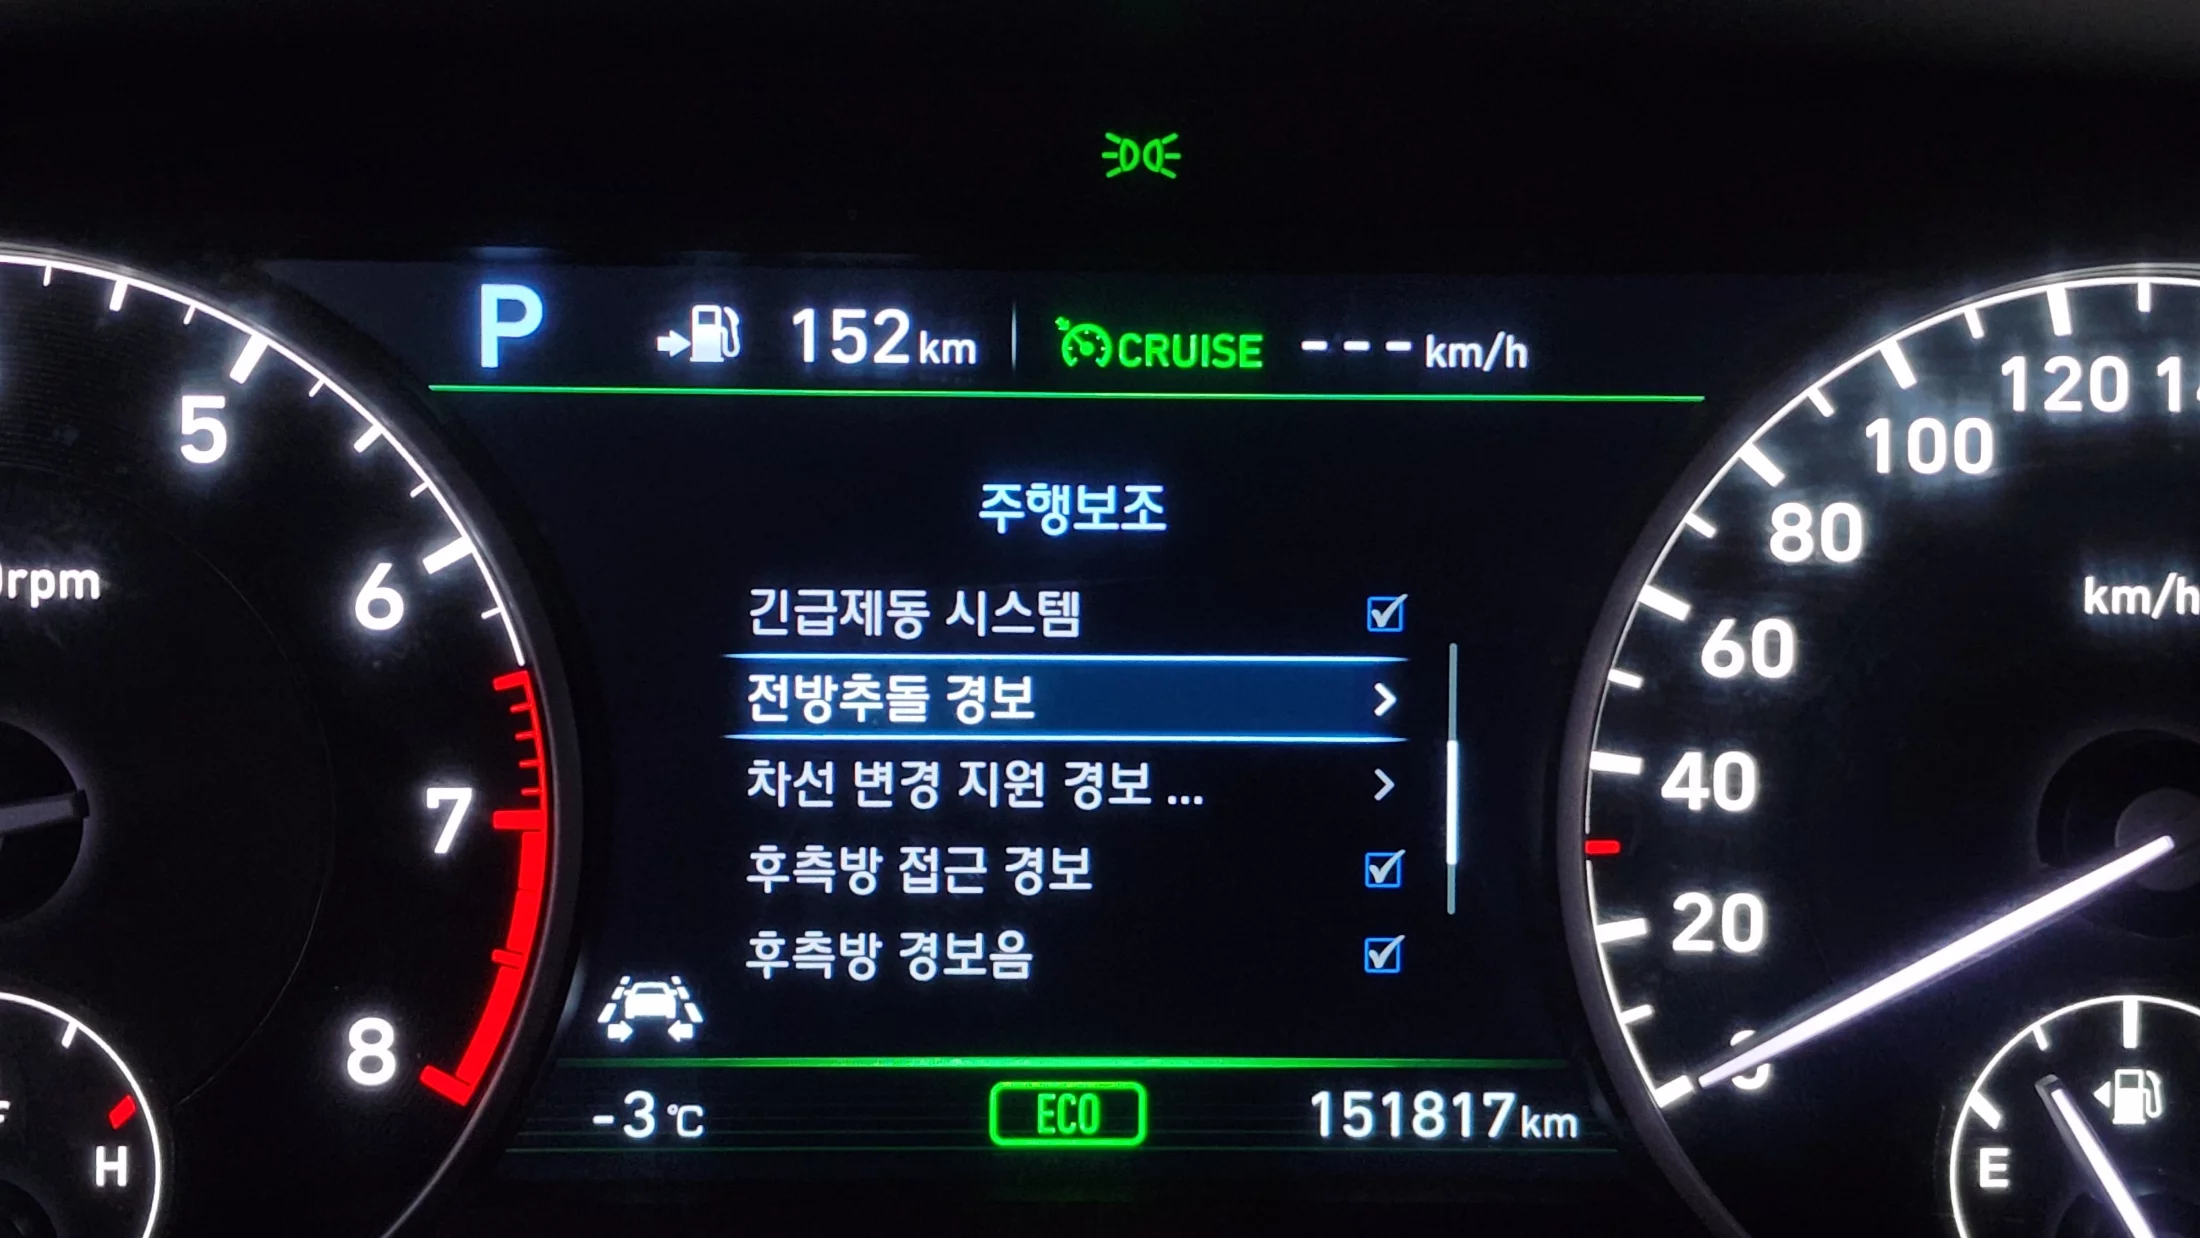 P 152km CRUISE ---km/h
주행보조
긴급제동 시스템
전방추돌 경보
차선 변경 지원 경보 ...
후측방 접근 경보
후측방 경보음
-3℃ ECO 151817km
5
6
7
8
rpm
H
120
100
80
60
40
20
km/h
E